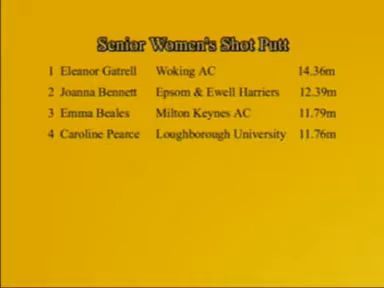 Senior Women's Shot Putt
1 Eleanor Gatrell Woking AC 14.36m
2 Joanna Bennett Epsom & Ewell Harriers 12.39m
3 Emma Beales Milton Keynes AC 11.79m
4 Caroline Pearce Loughborough University 11.76m